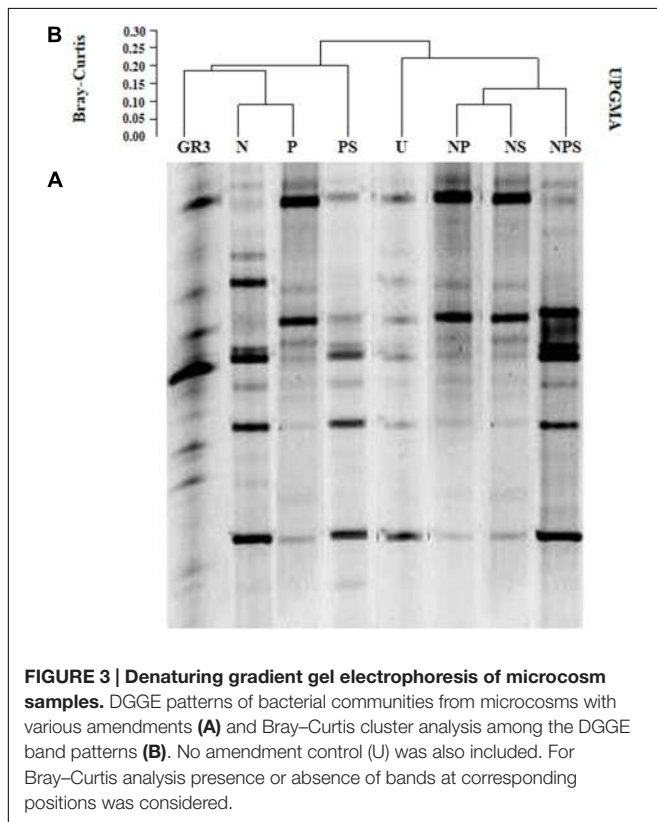 B
Bray-Curtis
0.30
0.25
0.20
0.15
0.10
0.05
0.00
UPGMA
GR3 N P PS U NP NS NPS
A
FIGURE 3 | Denaturing gradient gel electrophoresis of microcosm
samples. DGGE patterns of bacterial communities from microcosms with
various amendments (A) and Bray–Curtis cluster analysis among the DGGE
band patterns (B). No amendment control (U) was also included. For
Bray–Curtis analysis presence or absence of bands at corresponding
positions was considered.